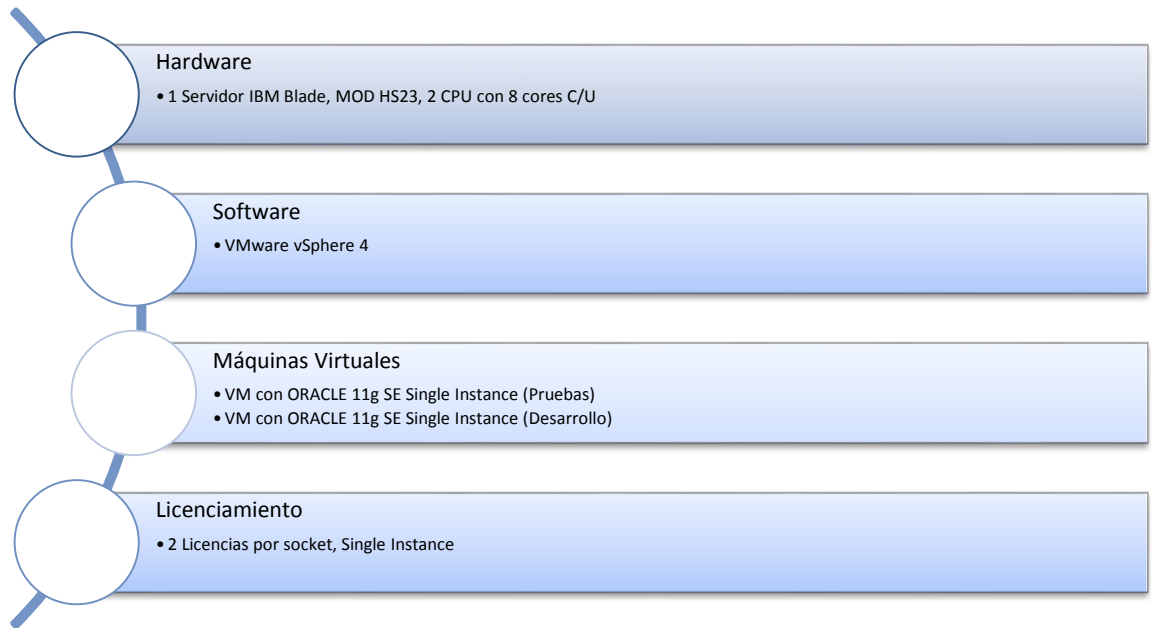 Hardware
• 1 Servidor IBM Blade, MOD HS23, 2 CPU con 8 cores C/U
Software
• VMware vSphere 4
Máquinas Virtuales
• VM con ORACLE 11g SE Single Instance (Pruebas)
• VM con ORACLE 11g SE Single Instance (Desarrollo)
Licenciamiento
• 2 Licencias por socket, Single Instance